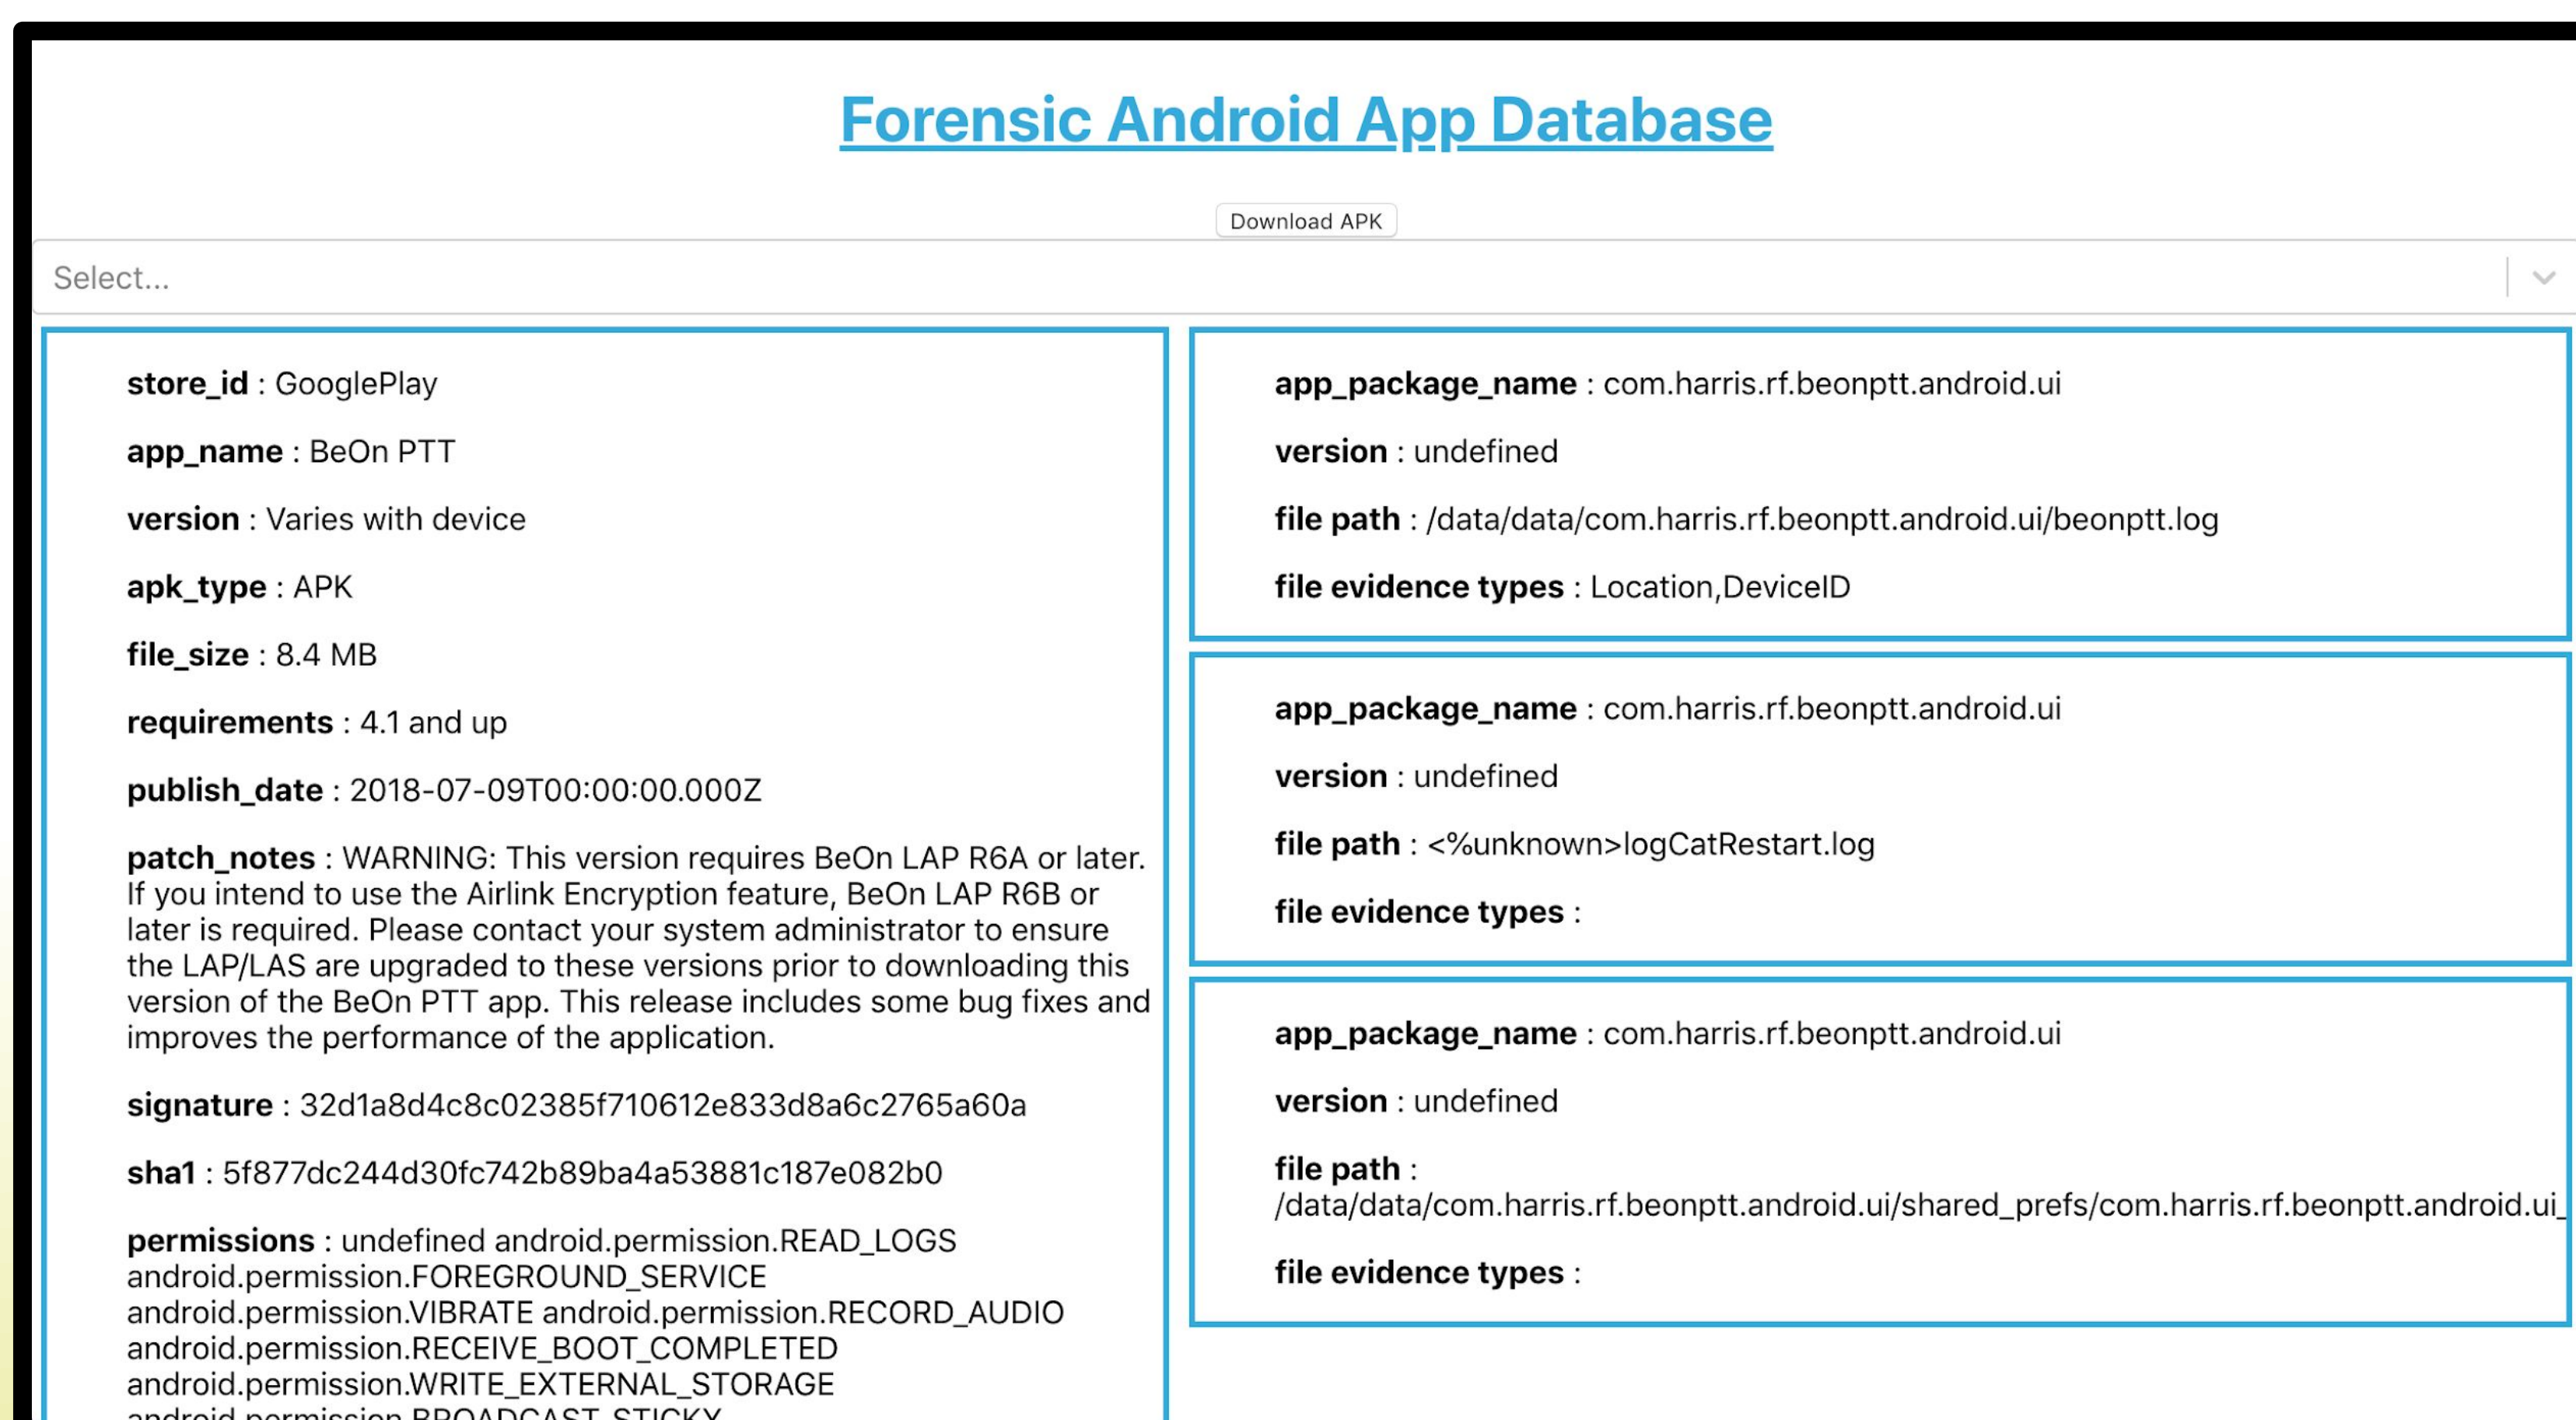 Forensic Android App Database
Download APK
Select...
store_id : GooglePlay
app_name : BeOn PTT
version : Varies with device
apk_type : APK
file_size : 8.4 MB
requirements : 4.1 and up
publish_date : 2018-07-09T00:00:00.000Z
patch_notes : WARNING: This version requires BeOn LAP R6A or later.
If you intend to use the Airlink Encryption feature, BeOn LAP R6B or
later is required. Please contact your system administrator to ensure
the LAP/LAS are upgraded to these versions prior to downloading this
version of the BeOn PTT app. This release includes some bug fixes and
improves the performance of the application.
signature : 32d1a8d4c8c02385f710612e833d8a6c2765a60a
sha1 : 5f877dc244d30fc742b89ba4a53881c187e082b0
permissions : undefined android.permission.READ_LOGS
android.permission.FOREGROUND_SERVICE
android.permission.VIBRATE android.permission.RECORD_AUDIO
android.permission.RECEIVE_BOOT_COMPLETED
android.permission.WRITE_EXTERNAL_STORAGE
android.permission.BROADCAST_STICKY
app_package_name : com.harris.rf.beonptt.android.ui
version : undefined
file path : /data/data/com.harris.rf.beonptt.android.ui/beonptt.log
file evidence types : Location,DeviceID
app_package_name : com.harris.rf.beonptt.android.ui
version : undefined
file path : <%unknown>logCatRestart.log
file evidence types :
app_package_name : com.harris.rf.beonptt.android.ui
version : undefined
file path :
/data/data/com.harris.rf.beonptt.android.ui/shared_prefs/com.harris.rf.beonptt.android.ui_
file evidence types :